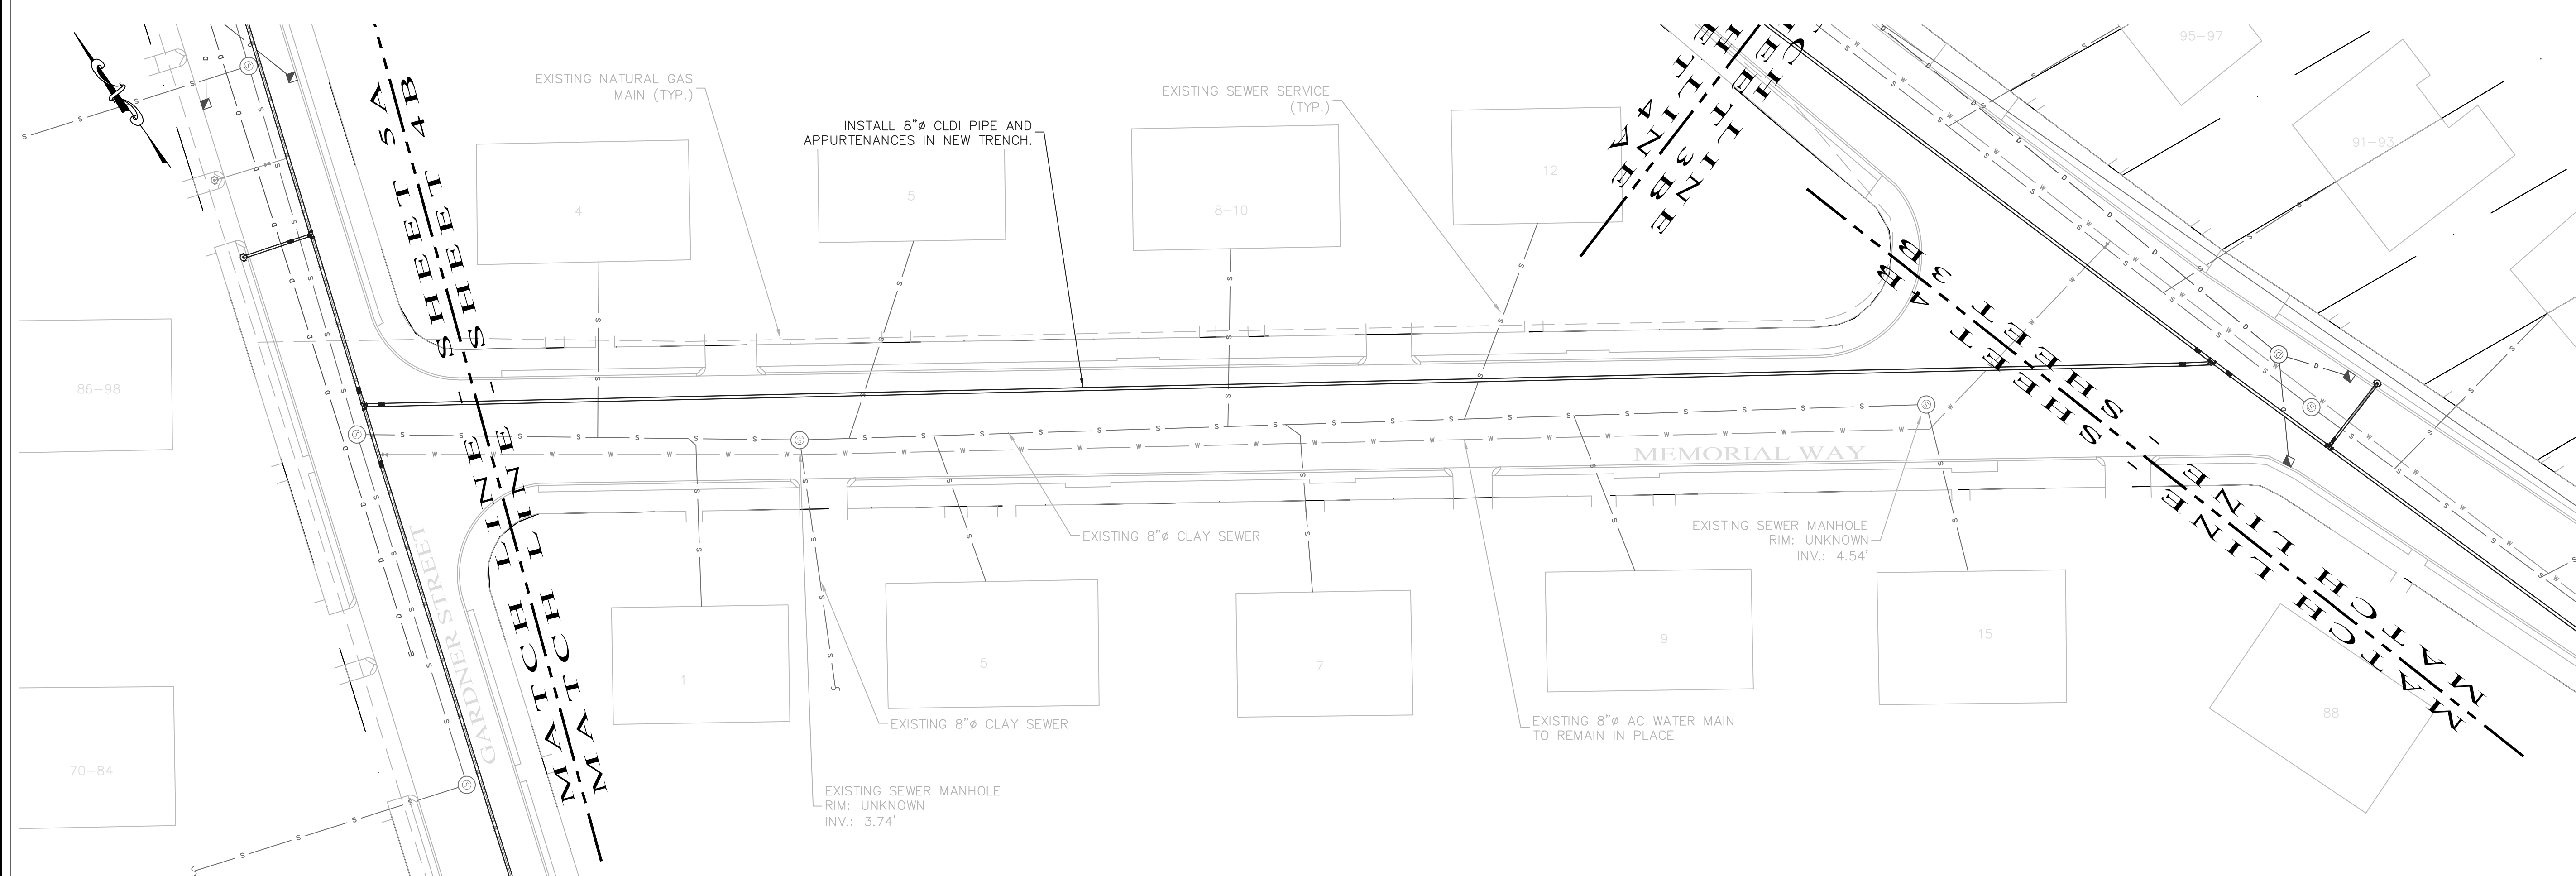 EXISTING NATURAL GAS
MAIN (TYP.)
INSTALL 8"ø CLDI PIPE AND
APPURTENANCES IN NEW TRENCH.
EXISTING SEWER SERVICE
(TYP.)
95-97
91-93
4
5
8-10
12
SHEET 5A
SHEET 4B
MATCH LINE
MATCH LINE
LINE 4A
LINE 3B
SHEET 3B
SHEET 4B
MATCH LINE
MATCH LINE
86-98
70-84
GARDNER STREET
MEMORIAL WAY
EXISTING 8"ø CLAY SEWER
EXISTING SEWER MANHOLE
RIM: UNKNOWN
INV.: 4.54'
1
5
7
9
15
88
EXISTING 8"ø CLAY SEWER
EXISTING 8"ø AC WATER MAIN
TO REMAIN IN PLACE
EXISTING SEWER MANHOLE
RIM: UNKNOWN
INV.: 3.74'